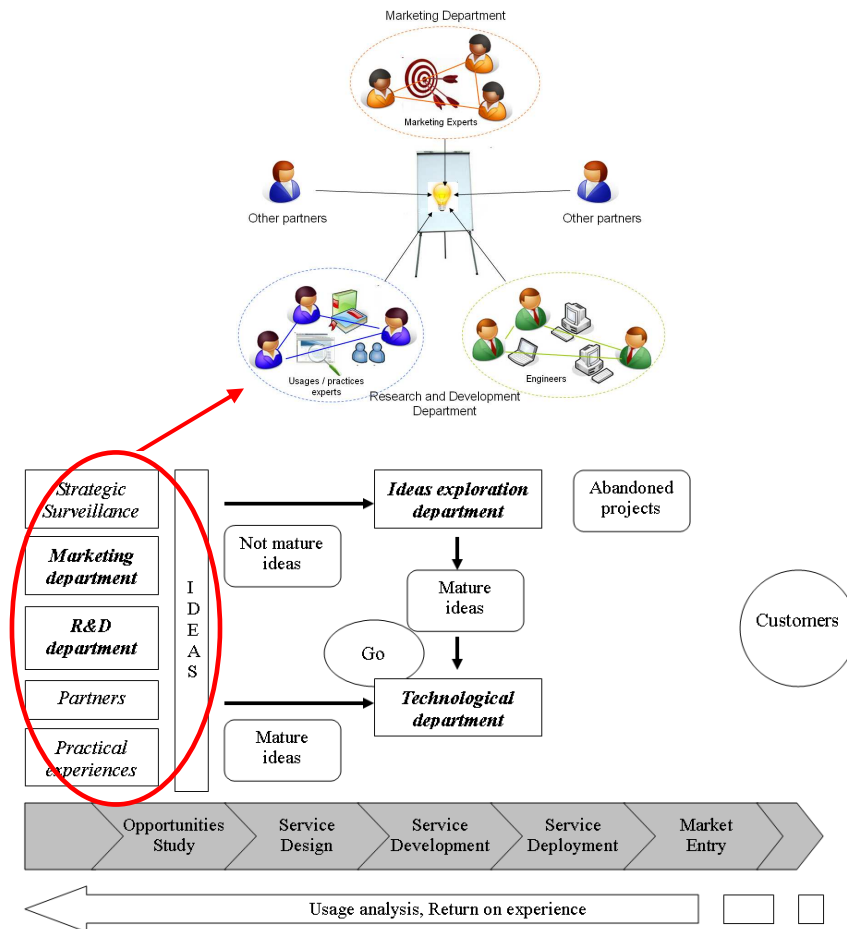 Marketing Department
Marketing Experts
Other partners
Other partners
Usages / practices
experts
Engineers
Research and Development
Department
Strategic
Surveillance
Marketing
department
R&D
department
Partners
Practical
experiences
I
D
E
A
S
Not mature
ideas
Mature
ideas
Ideas exploration
department
Abandoned
projects
Mature
ideas
Go
Technological
department
Customers
Opportunities
Study
Service
Design
Service
Development
Service
Deployment
Market
Entry
Usage analysis, Return on experience